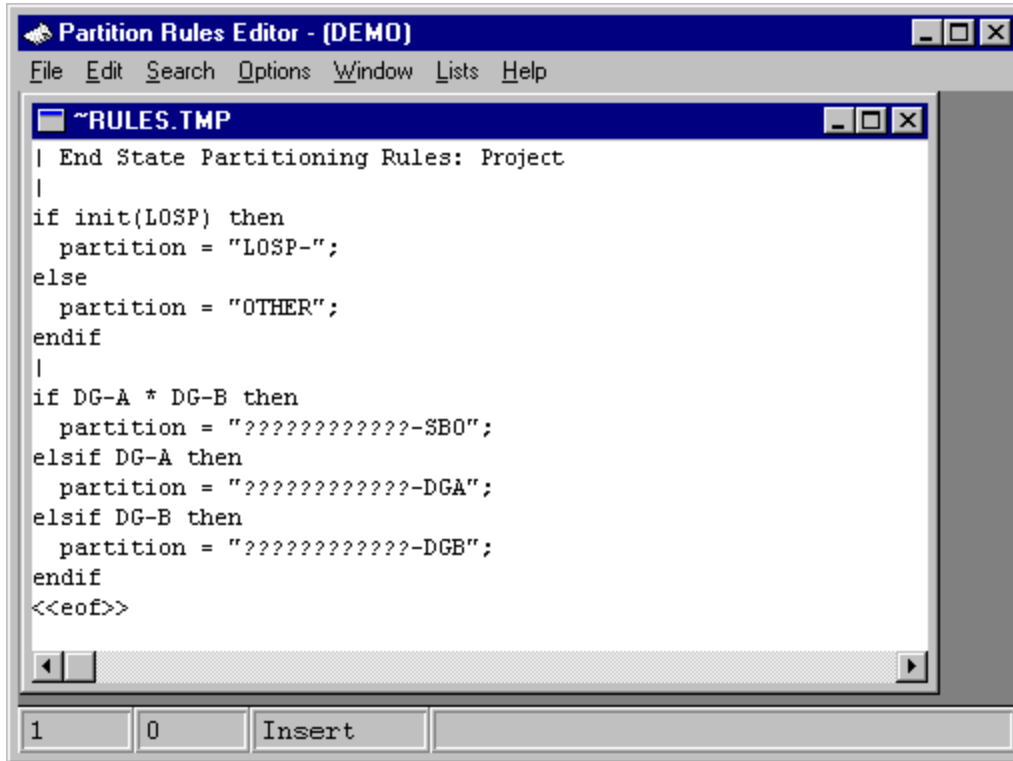 Partition Rules Editor - (DEMO)
File Edit Search Options Window Lists Help
~RULES.TMP
| End State Partitioning Rules: Project
|
if init(LOSP) then
  partition = "LOSP-";
else
  partition = "OTHER";
endif
|
if DG-A * DG-B then
  partition = "????????????-SBO";
elsif DG-A then
  partition = "????????????-DGA";
elsif DG-B then
  partition = "????????????-DGB";
endif
<<eof>>
1 0 Insert